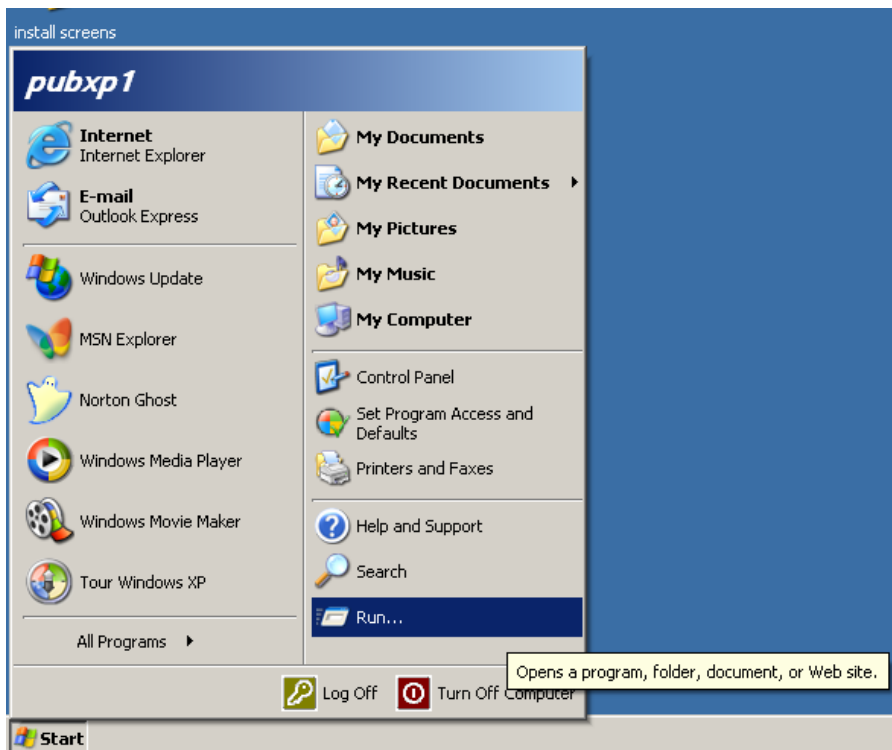 install screens
pubxp1
Internet
Internet Explorer
E-mail
Outlook Express
Windows Update
MSN Explorer
Norton Ghost
Windows Media Player
Windows Movie Maker
Tour Windows XP
All Programs
My Documents
My Recent Documents
My Pictures
My Music
My Computer
Control Panel
Set Program Access and
Defaults
Printers and Faxes
Help and Support
Search
Run...
Opens a program, folder, document, or Web site.
Log Off
Turn Off Computer
Start